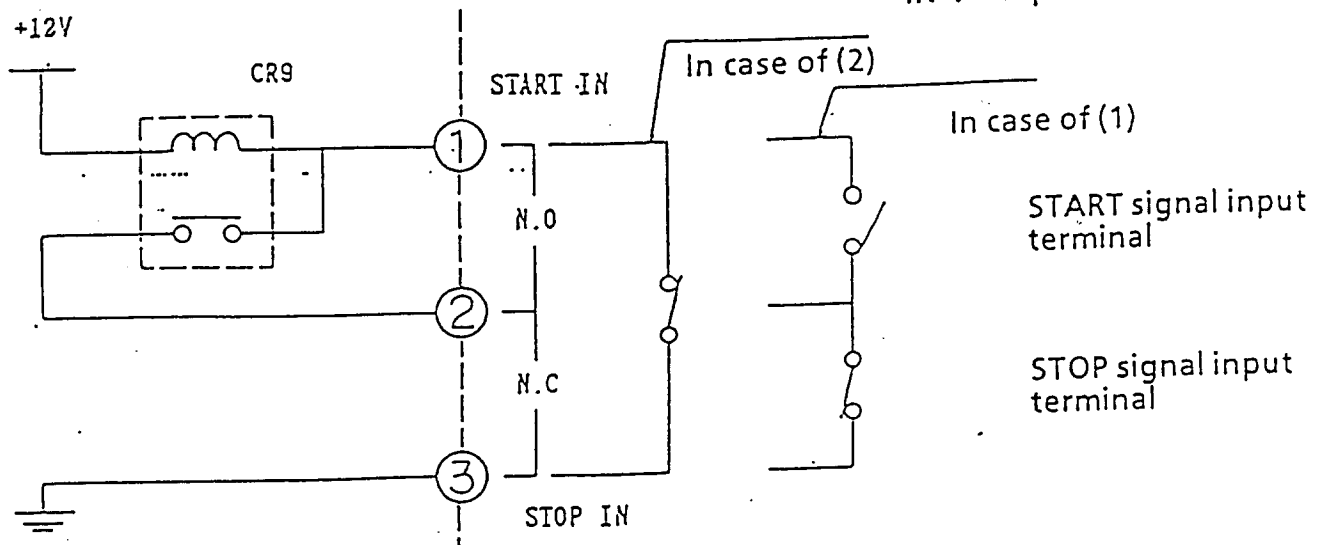 +12V
CR9
START IN
In case of (2)
In case of (1)
1
N.O
START signal input
terminal
2
N.C
STOP signal input
terminal
3
STOP IN